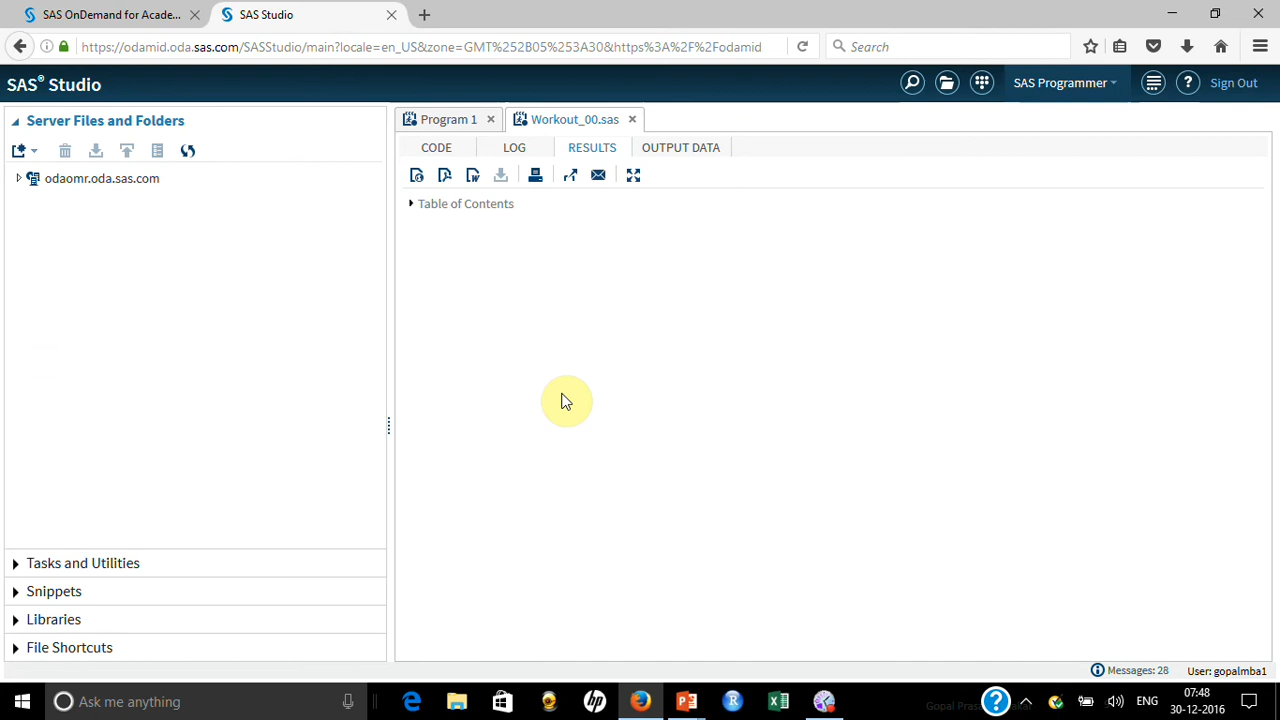 SAS OnDemand for Acade...
SAS Studio
https://odamid.oda.sas.com/SASStudio/main?locale=en_US&zone=GMT%252B05%253A30&https%3A%2F%2Fodamid
Search
SAS® Studio
SAS Programmer
Sign Out
Server Files and Folders
odaomr.oda.sas.com
Program 1
Workout_00.sas
CODE
LOG
RESULTS
OUTPUT DATA
Table of Contents
Tasks and Utilities
Snippets
Libraries
File Shortcuts
Messages: 28
User: gopalmba1
Ask me anything
hp
Gopal
ENG
07:48
30-12-2016